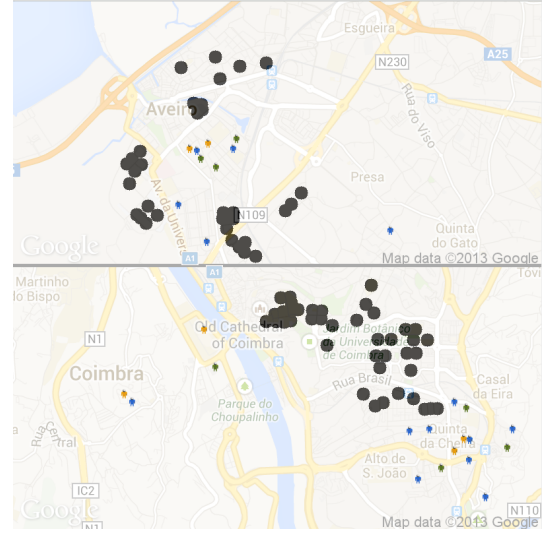 Esgueira
A25
N230
Aveiro
Rua do Viso
Presa
Av. da Univers
N109
Quinta
do Gato
Google
A1
Map data ©2013 Google
A1
Martinho
do Bispo
N1
Old Cathedral
of Coimbra
Jardim Botânico
da Universidade
de Coimbra
Coimbra
Rua Brasil
Casal
da Eira
Parque do
Choupalinho
Rua Central
Quinta
da Cheira
Alto de
S. João
IC2
Google
N110
N1
Map data ©2013 Google